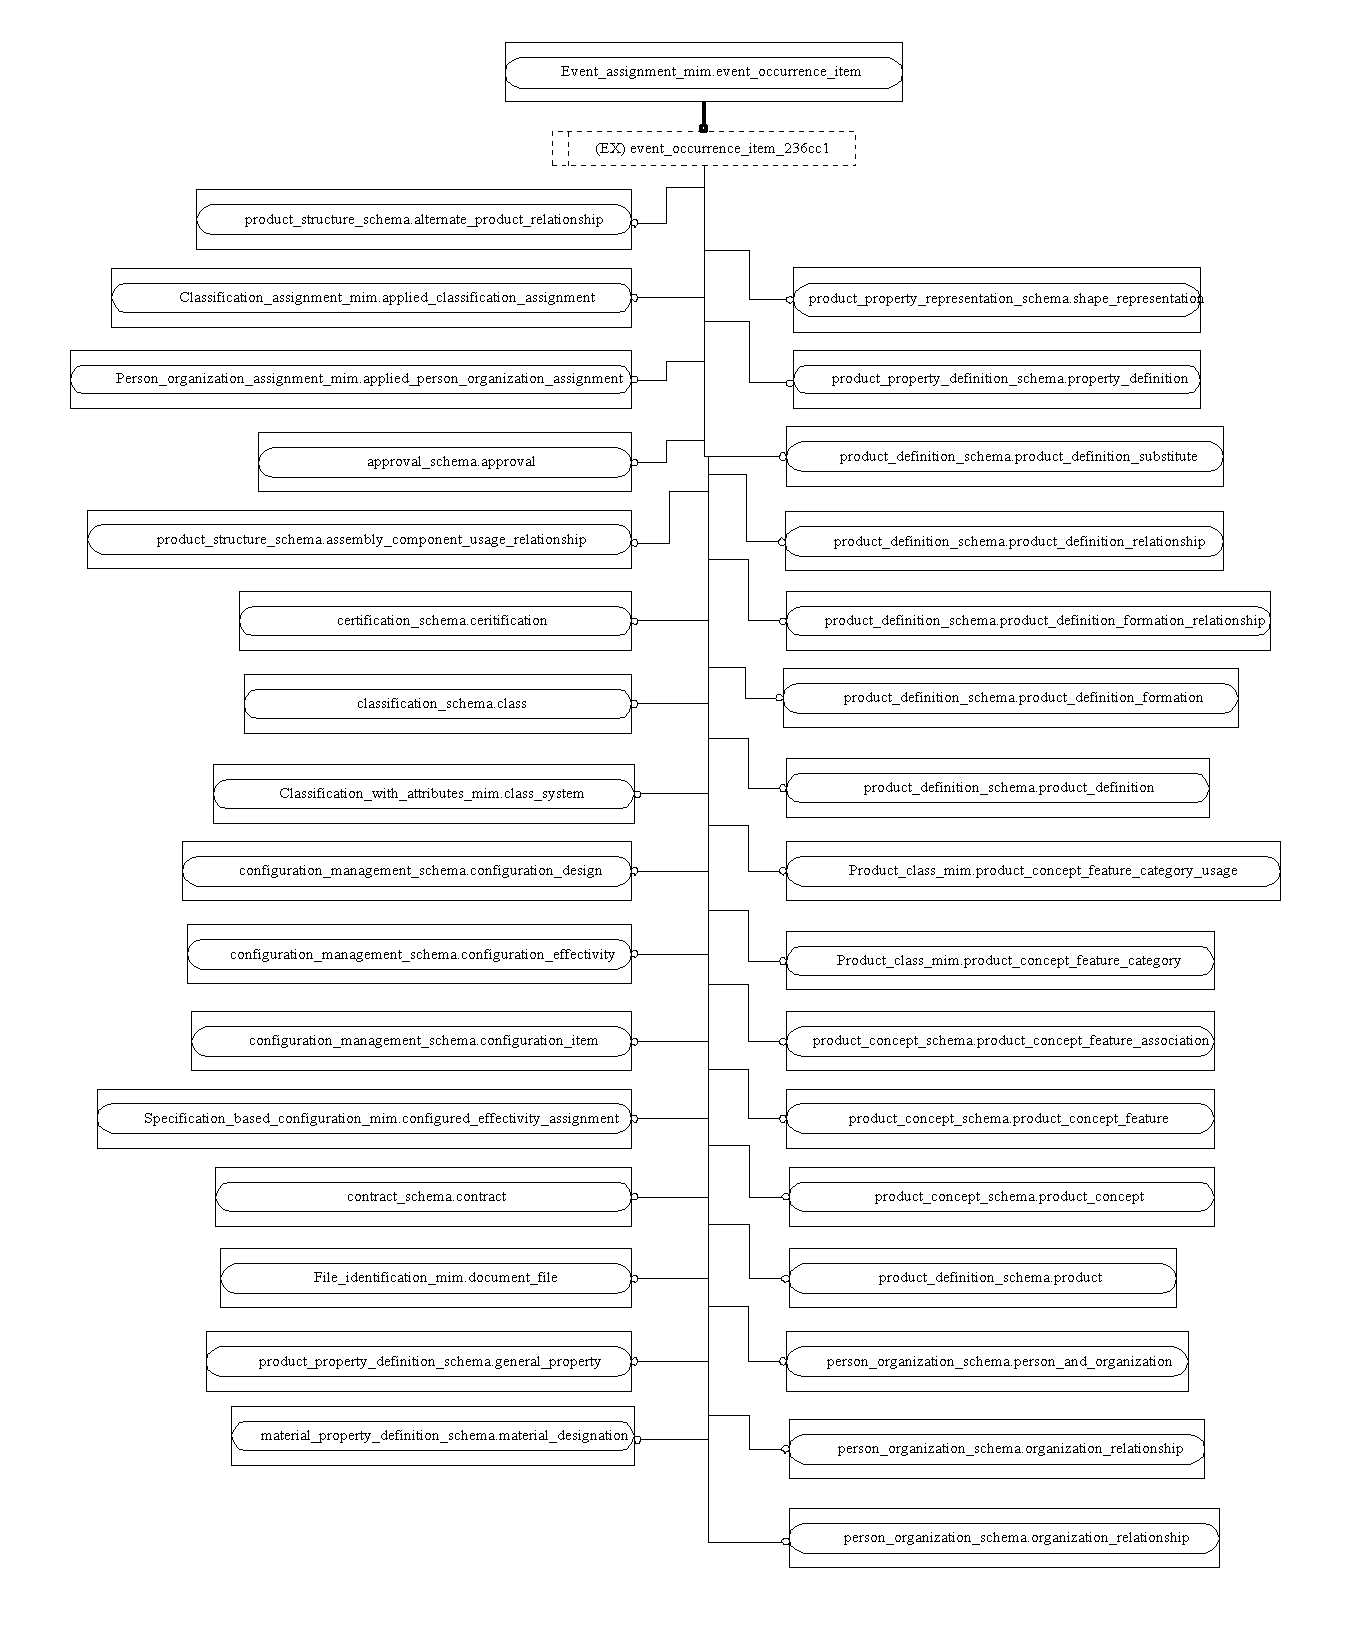 Event_assignment_mim.event_occurrence_item
(EX) event_occurrence_item_236cc1
product_structure_schema.alternate_product_relationship
Classification_assignment_mim.applied_classification_assignment
product_property_representation_schema.shape_representation
Person_organization_assignment_mim.applied_person_organization_assignment
product_property_definition_schema.property_definition
approval_schema.approval
product_definition_schema.product_definition_substitute
product_structure_schema.assembly_component_usage_relationship
product_definition_schema.product_definition_relationship
certification_schema.ceritification
product_definition_schema.product_definition_formation_relationship
classification_schema.class
product_definition_schema.product_definition_formation
Classification_with_attributes_mim.class_system
product_definition_schema.product_definition
configuration_management_schema.configuration_design
Product_class_mim.product_concept_feature_category_usage
configuration_management_schema.configuration_effectivity
Product_class_mim.product_concept_feature_category
configuration_management_schema.configuration_item
product_concept_schema.product_concept_feature_association
Specification_based_configuration_mim.configured_effectivity_assignment
product_concept_schema.product_concept_feature
contract_schema.contract
product_concept_schema.product_concept
File_identification_mim.document_file
product_definition_schema.product
product_property_definition_schema.general_property
person_organization_schema.person_and_organization
material_property_definition_schema.material_designation
person_organization_schema.organization_relationship
person_organization_schema.organization_relationship